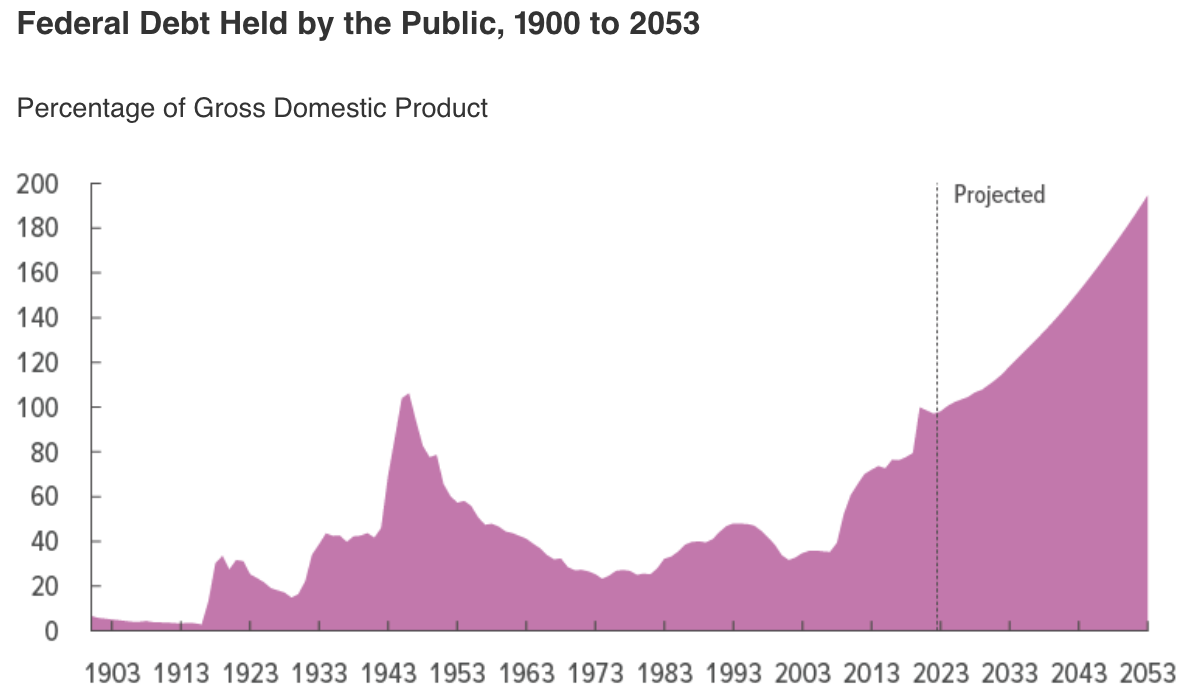 Federal Debt Held by the Public, 1900 to 2053
Percentage of Gross Domestic Product
200
Projected
180
160
140
120
100
80
60
40
20
0
1903 1913 1923 1933 1943 1953 1963 1973 1983 1993 2003 2013 2023 2033 2043 2053